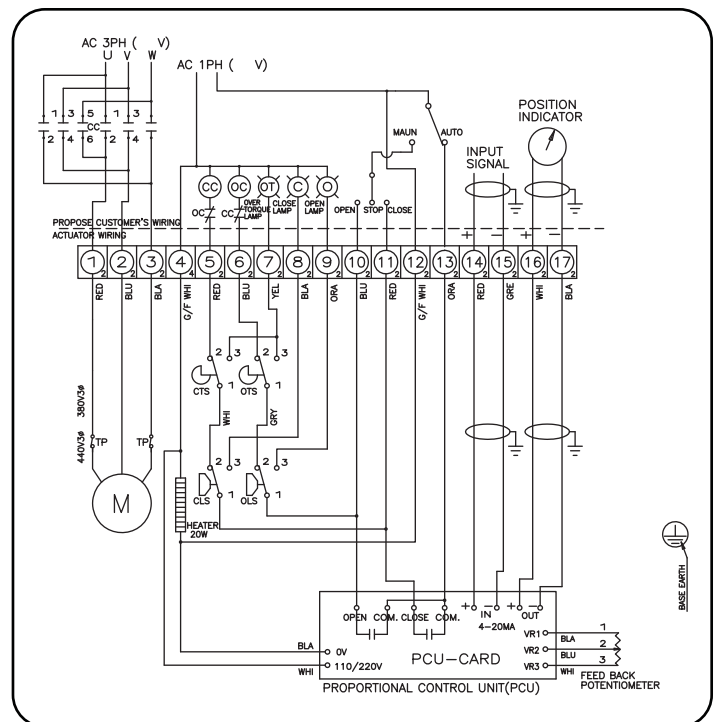 AC 3PH ( V)
U V W
AC 1PH ( V)
1 3 5 1 3
CC
2 4 6 2 4
MAUN AUTO
INPUT
SIGNAL
POSITION
INDICATOR
CC OC OT C O
OC CC
OVER
TORQUE
LAMP
CLOSE
LAMP
OPEN
LAMP
OPEN STOP CLOSE
PROPOSE CUSTOMER'S WIRING
ACTUATOR WIRING
+ - + -
1 2 3 4 5 6 7 8 9 10 11 12 13 14 15 16 17
2 2 2 4 2 2 2 2 2 2 2 2 2 2 2 2 2
RED BLU BLA G/F WHI RED BLU YEL BLA ORA BLU RED G/F WHI ORA RED GRE WHI BLA
2 3 2 3
1 1
CTS OTS
WHI GRY
440V3ø 380V3ø
TP TP
M
2 3 2 3
1 1
CLS OLS
HEATER
20W
BASE EARTH
OPEN COM. CLOSE COM.
+ - + -
IN OUT
4-20MA
BLA 0V
WHI 110/220V
PCU-CARD
VR1 BLA 1
VR2 BLU 2
VR3 WHI 3
FEED BACK
POTENTIOMETER
PROPORTIONAL CONTROL UNIT(PCU)